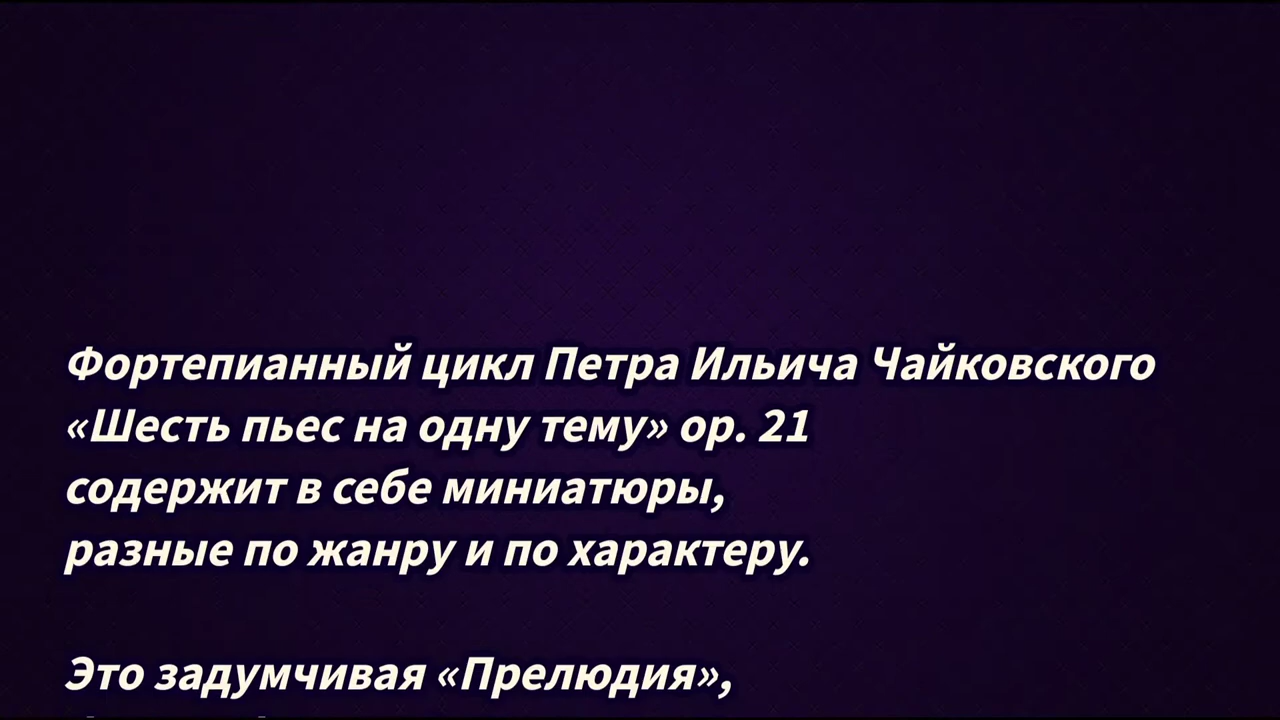 Фортепианный цикл Петра Ильича Чайковского
«Шесть пьес на одну тему» ор. 21
содержит в себе миниатюры,
разные по жанру и по характеру.
Это задумчивая «Прелюдия»,